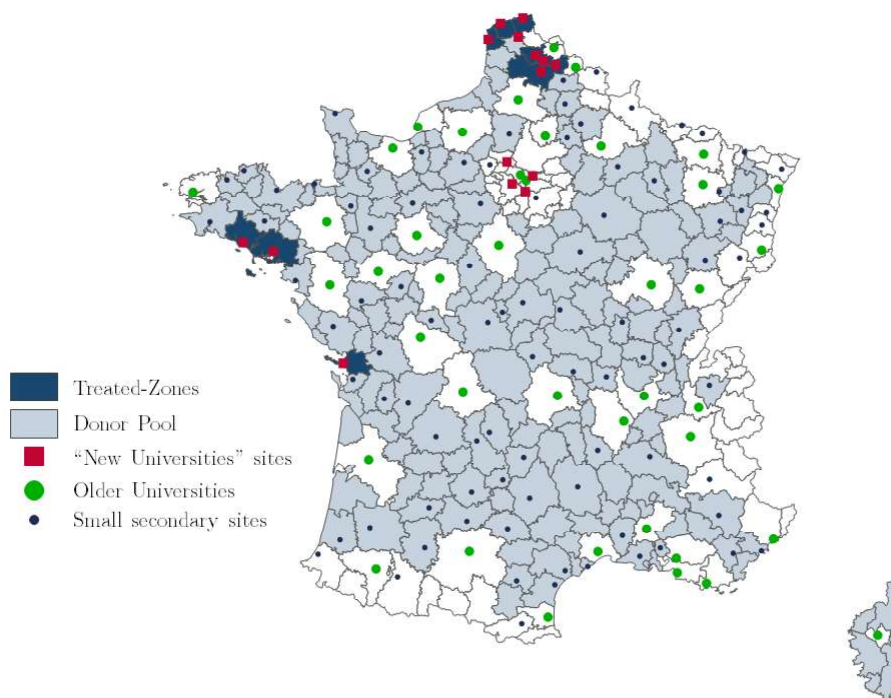 Treated-Zones
Donor Pool
“New Universities” sites
Older Universities
Small secondary sites